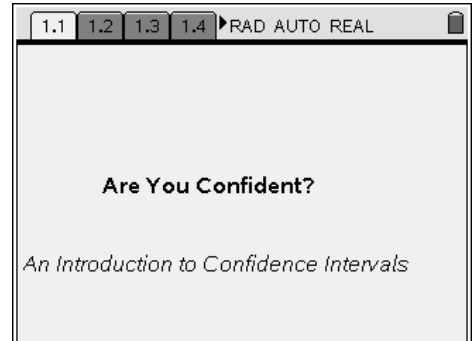 1.1 1.2 1.3 1.4 RAD AUTO REAL
Are You Confident?
An Introduction to Confidence Intervals